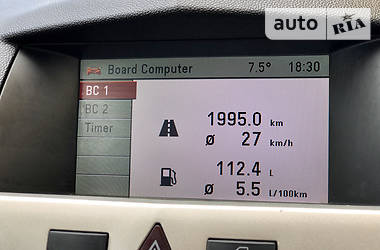 auto RIA
Board Computer 7.5° 18:30
BC 1
BC 2
Timer
1995.0 km
Ø 27 km/h
112.4 L
Ø 5.5 L/100km